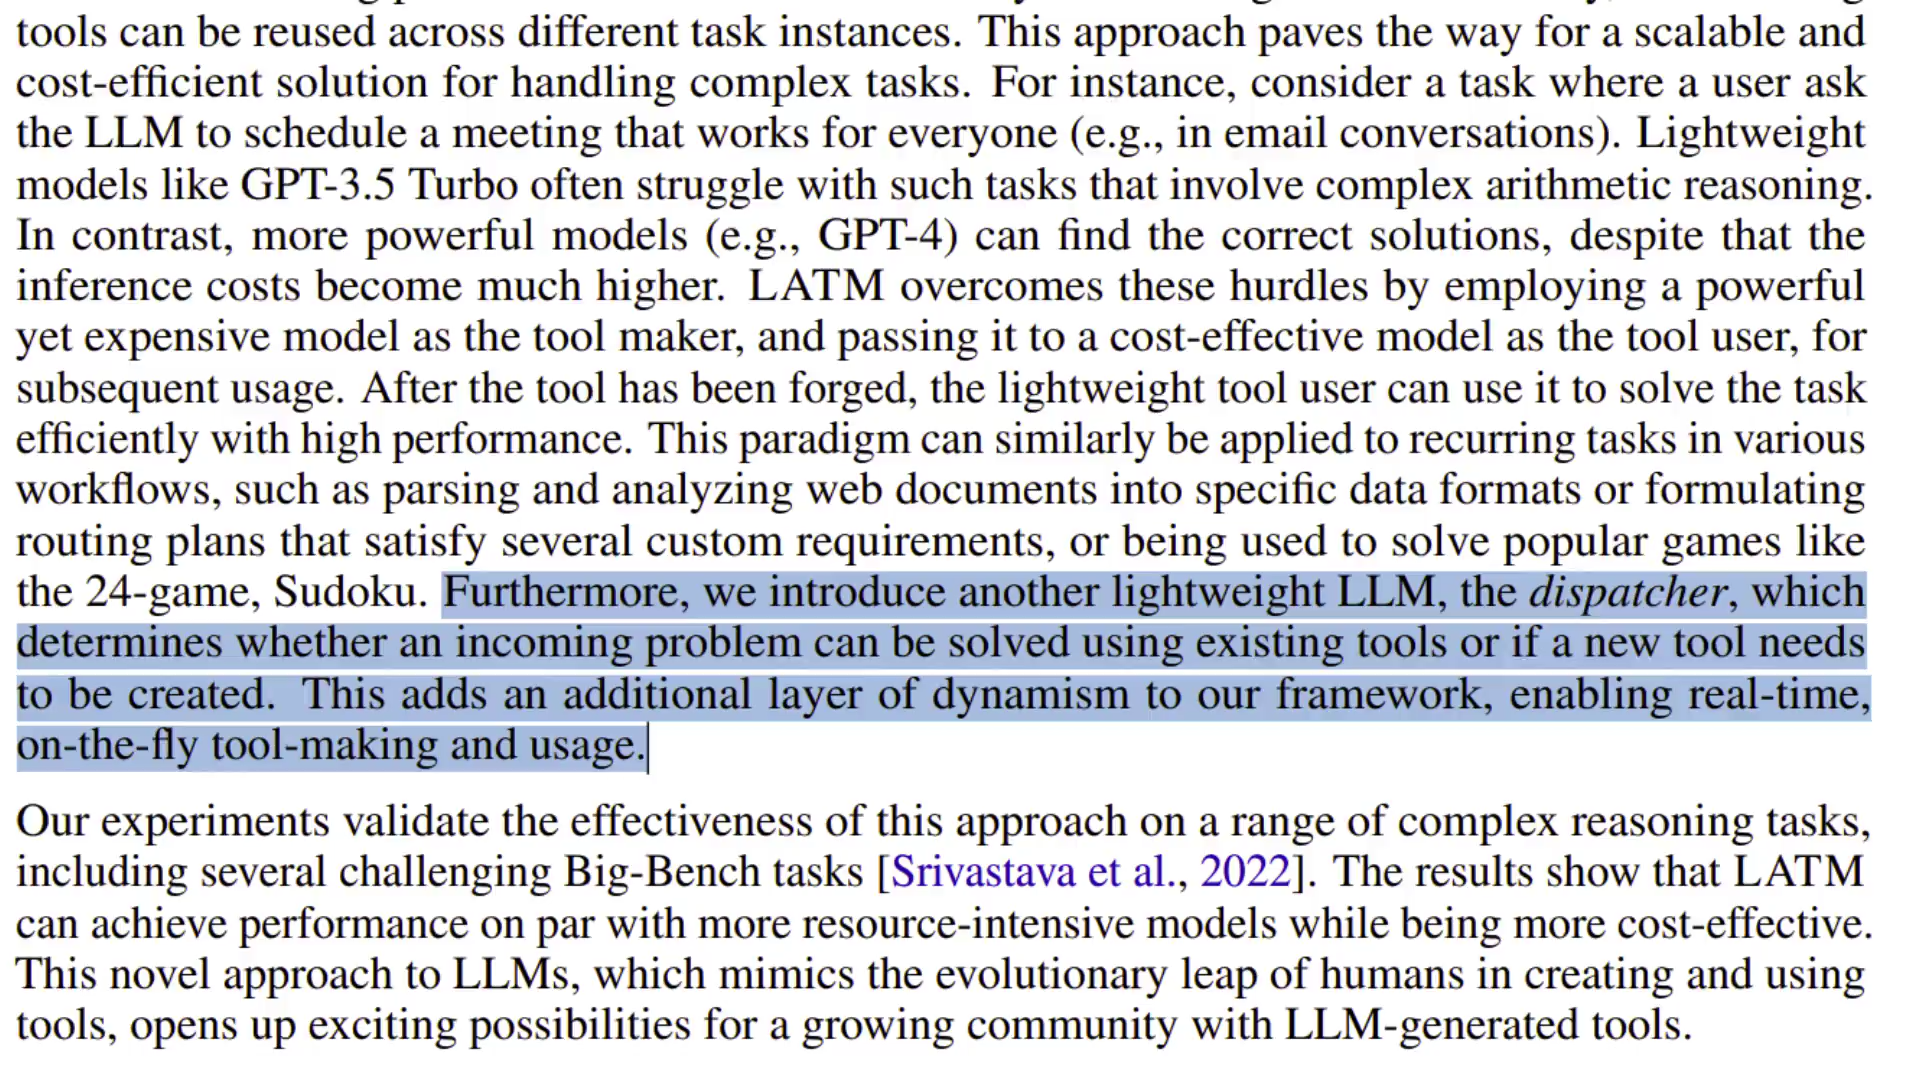 tools can be reused across different task instances. This approach paves the way for a scalable and
cost-efficient solution for handling complex tasks. For instance, consider a task where a user ask
the LLM to schedule a meeting that works for everyone (e.g., in email conversations). Lightweight
models like GPT-3.5 Turbo often struggle with such tasks that involve complex arithmetic reasoning.
In contrast, more powerful models (e.g., GPT-4) can find the correct solutions, despite that the
inference costs become much higher. LATM overcomes these hurdles by employing a powerful
yet expensive model as the tool maker, and passing it to a cost-effective model as the tool user, for
subsequent usage. After the tool has been forged, the lightweight tool user can use it to solve the task
efficiently with high performance. This paradigm can similarly be applied to recurring tasks in various
workflows, such as parsing and analyzing web documents into specific data formats or formulating
routing plans that satisfy several custom requirements, or being used to solve popular games like
the 24-game, Sudoku. Furthermore, we introduce another lightweight LLM, the dispatcher, which
determines whether an incoming problem can be solved using existing tools or if a new tool needs
to be created. This adds an additional layer of dynamism to our framework, enabling real-time,
on-the-fly tool-making and usage.
Our experiments validate the effectiveness of this approach on a range of complex reasoning tasks,
including several challenging Big-Bench tasks [Srivastava et al., 2022]. The results show that LATM
can achieve performance on par with more resource-intensive models while being more cost-effective.
This novel approach to LLMs, which mimics the evolutionary leap of humans in creating and using
tools, opens up exciting possibilities for a growing community with LLM-generated tools.